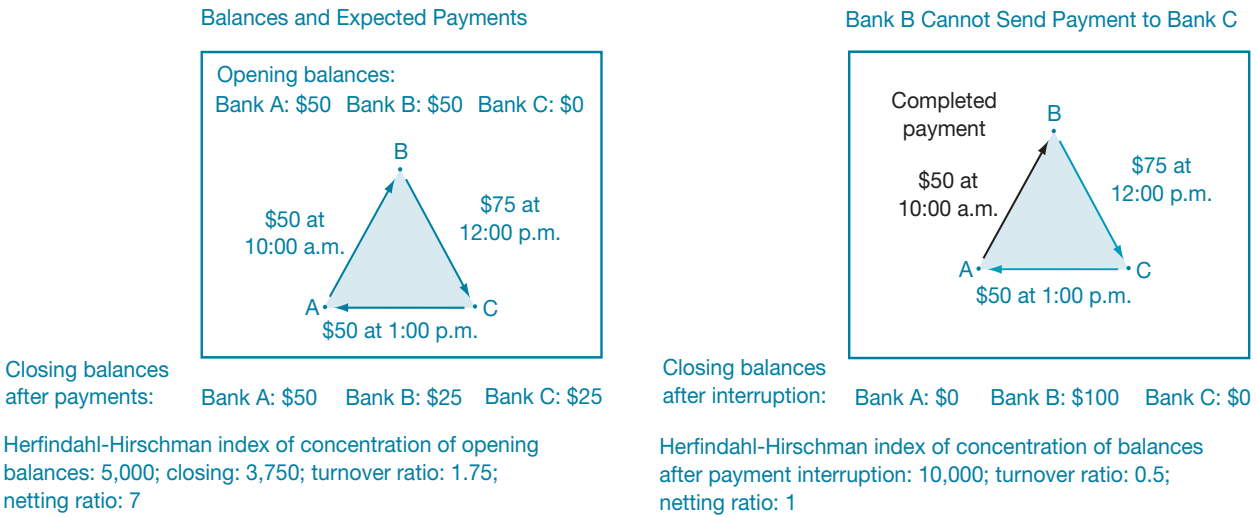 Balances and Expected Payments
Opening balances:
Bank A: $50 Bank B: $50 Bank C: $0
B
$50 at
10:00 a.m.
$75 at
12:00 p.m.
A
C
$50 at 1:00 p.m.
Closing balances
after payments:
Bank A: $50 Bank B: $25 Bank C: $25
Herfindahl-Hirschman index of concentration of opening
balances: 5,000; closing: 3,750; turnover ratio: 1.75;
netting ratio: 7
Bank B Cannot Send Payment to Bank C
Completed
payment
B
$50 at
10:00 a.m.
$75 at
12:00 p.m.
A
C
$50 at 1:00 p.m.
Closing balances
after interruption:
Bank A: $0 Bank B: $100 Bank C: $0
Herfindahl-Hirschman index of concentration of balances
after payment interruption: 10,000; turnover ratio: 0.5;
netting ratio: 1